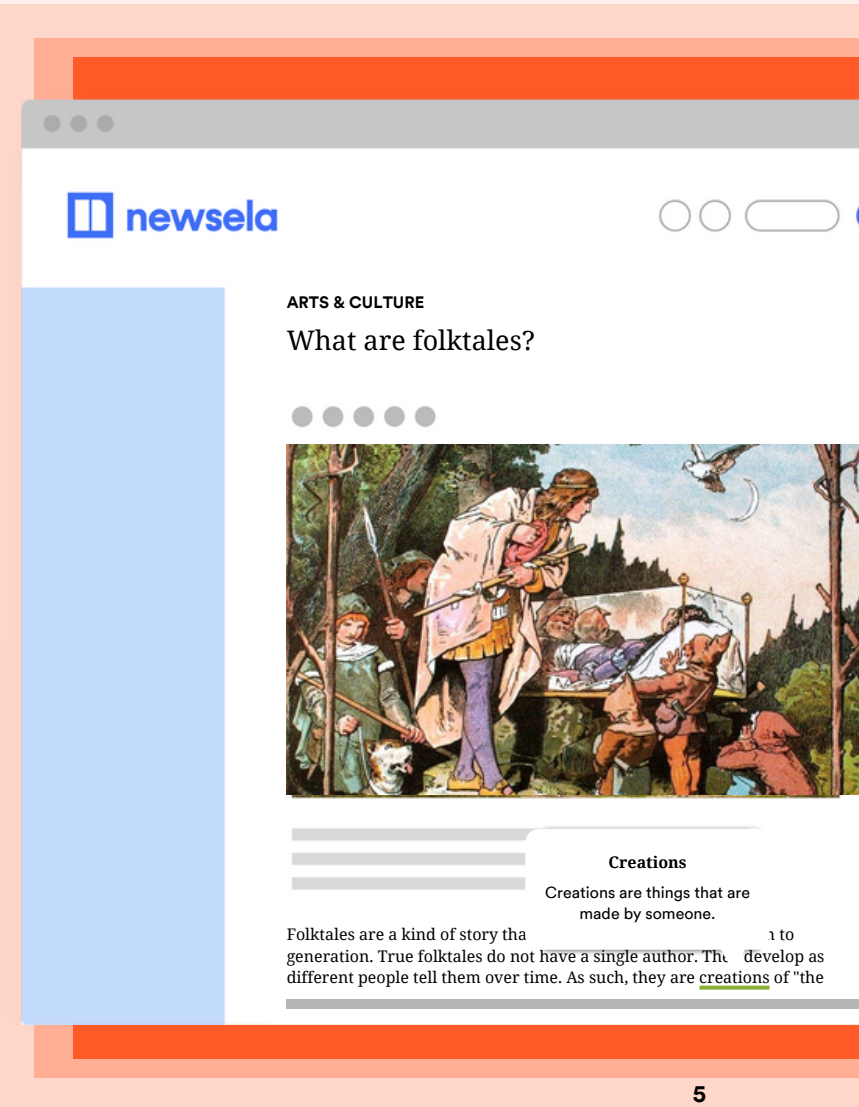 newsela
ARTS & CULTURE
What are folktales?
Creations
Creations are things that are
made by someone.
Folktales are a kind of story tha to
generation. True folktales do not have a single author. The develop as
different people tell them over time. As such, they are creations of "the
5